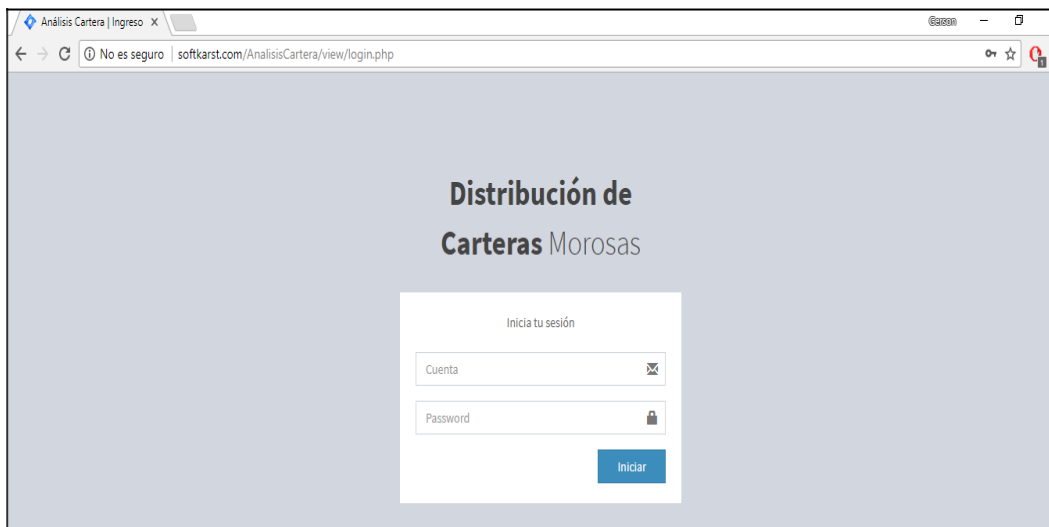 Análisis Cartera | Ingreso
Gerson
No es seguro | softkarst.com/AnalisisCartera/view/login.php
1
Distribución de
Carteras Morosas
Inicia tu sesión
Cuenta
Password
Iniciar